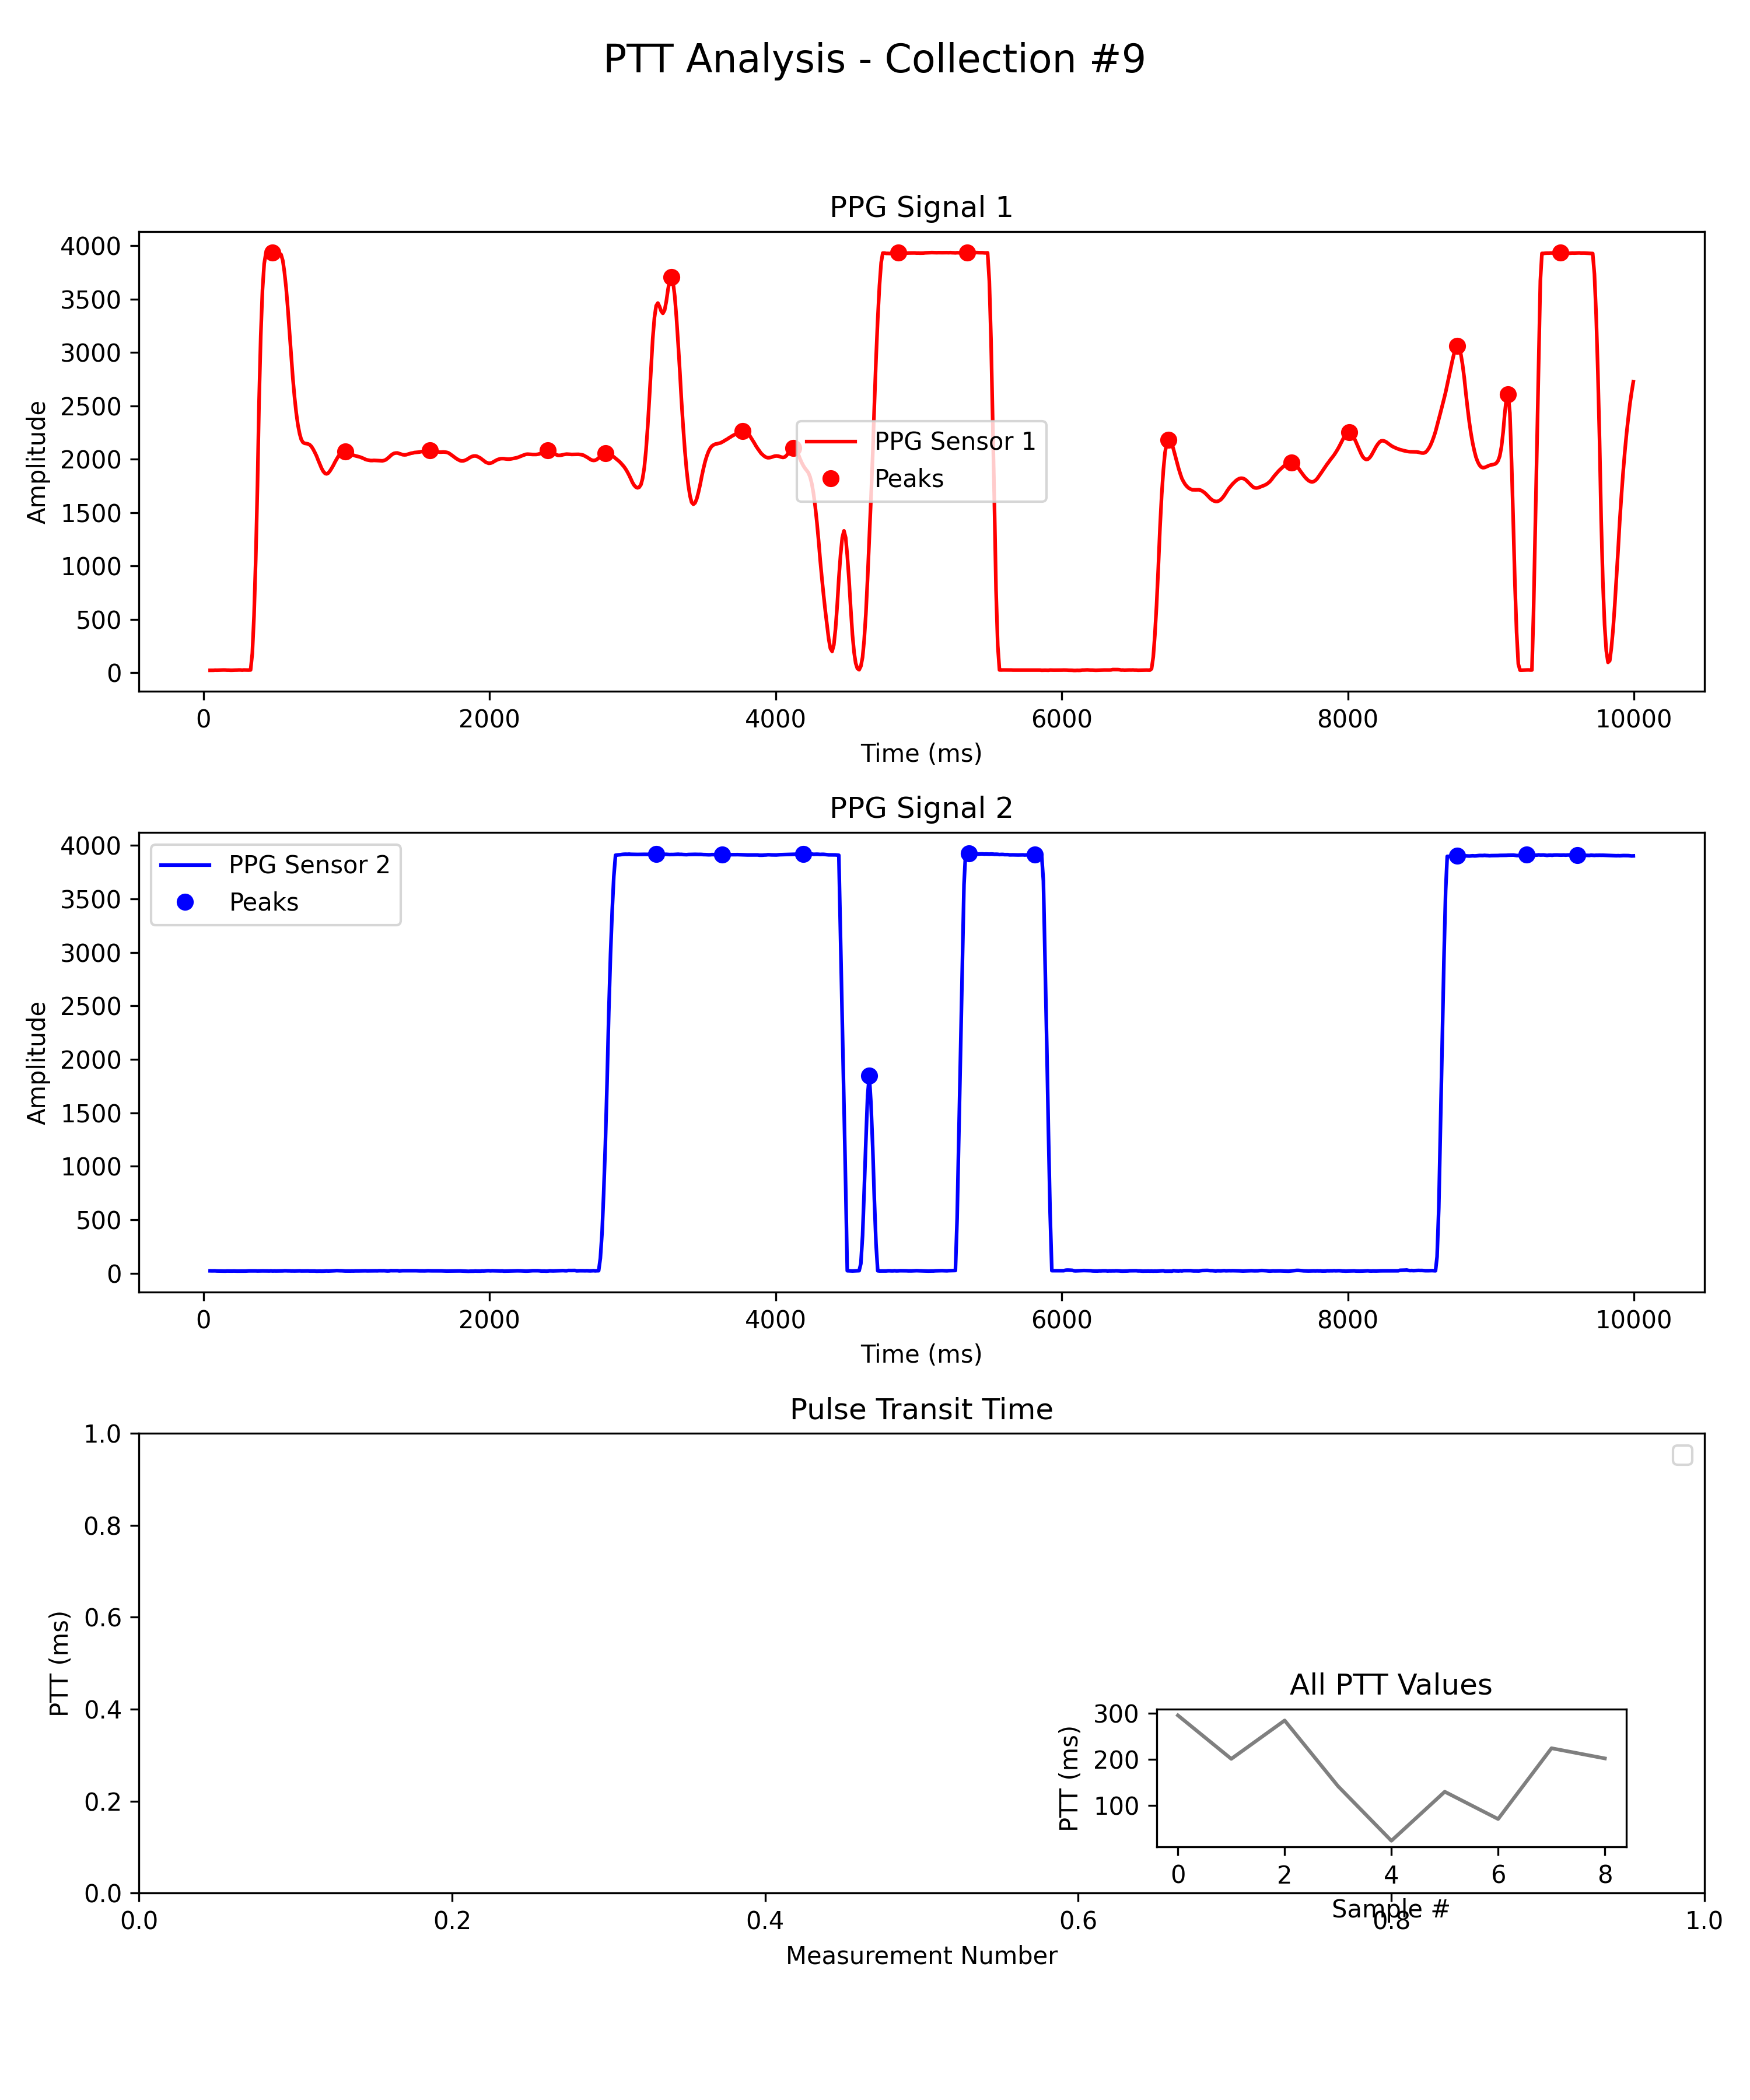 PTT Analysis - Collection #9
PPG Signal 1
4000
3500
3000
2500
2000
1500
1000
500
0
Amplitude
PPG Sensor 1
Peaks
0 2000 4000 6000 8000 10000
Time (ms)
PPG Signal 2
4000
3500
3000
2500
2000
1500
1000
500
0
Amplitude
PPG Sensor 2
Peaks
0 2000 4000 6000 8000 10000
Time (ms)
Pulse Transit Time
1.0
0.8
0.6
0.4
0.2
0.0
PTT (ms)
All PTT Values
300
200
100
PTT (ms)
0 2 4 6 8
Sample #
0.0 0.2 0.4 0.6 0.8 1.0
Measurement Number